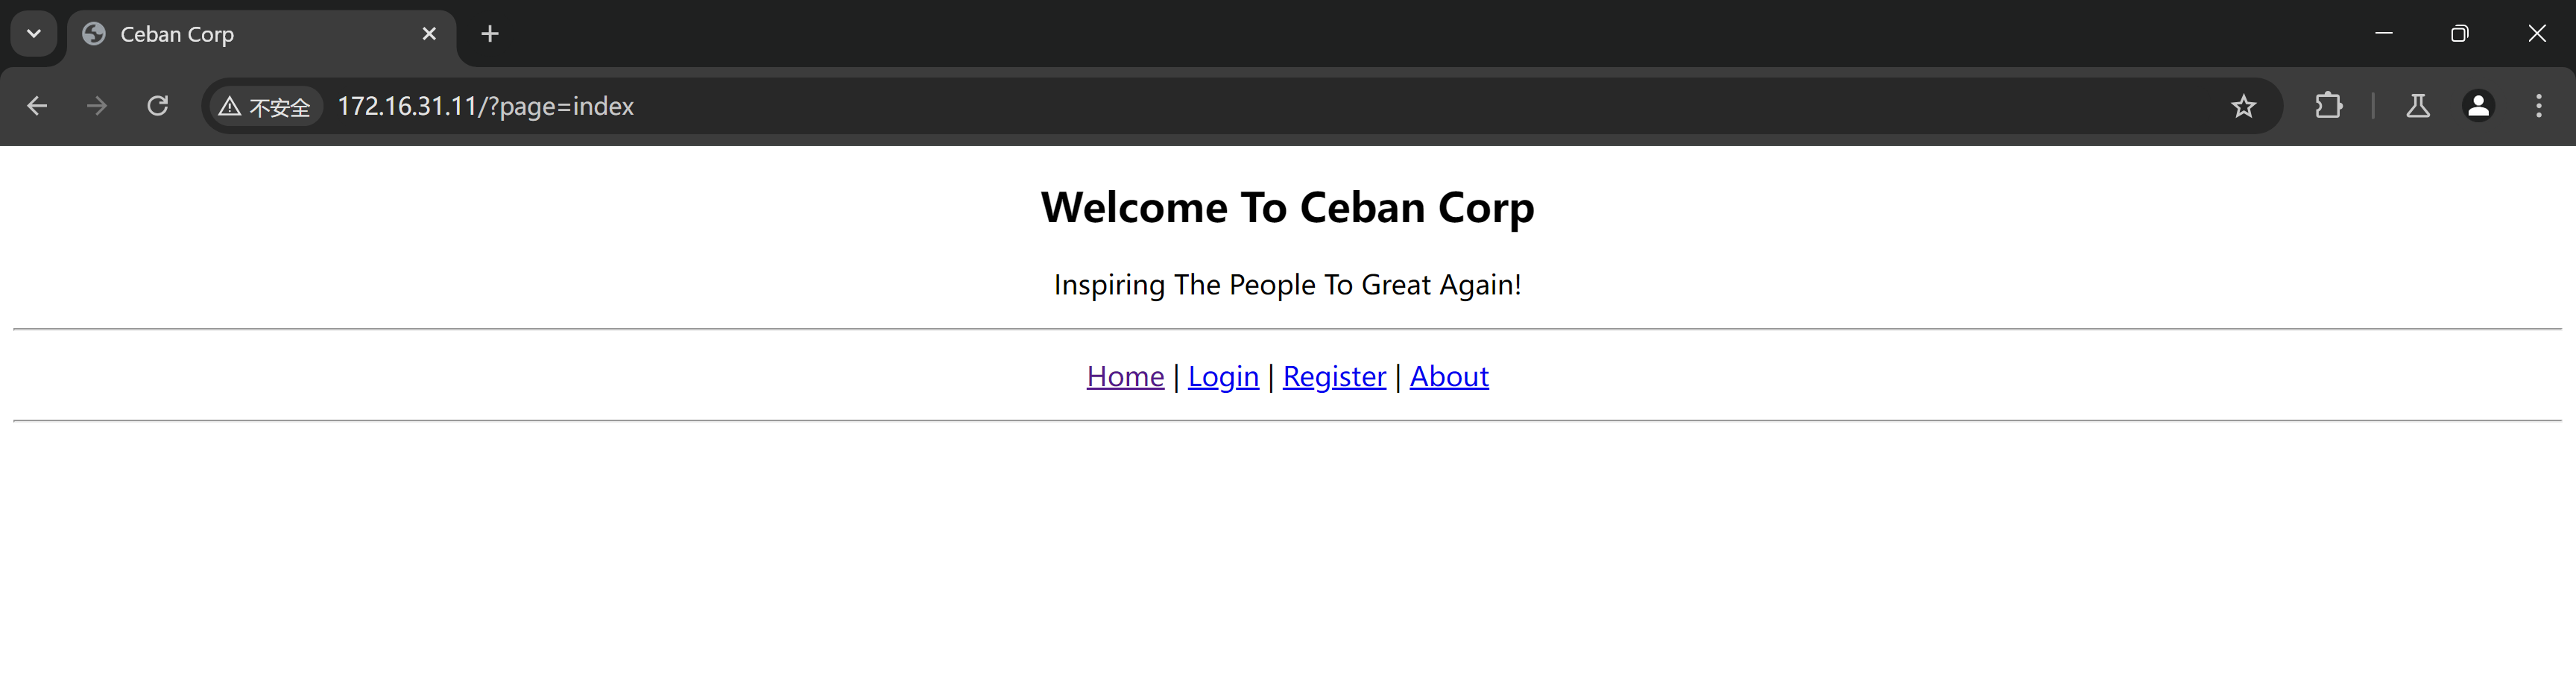 Ceban Corp
不安全 172.16.31.11/?page=index
Welcome To Ceban Corp
Inspiring The People To Great Again!
Home | Login | Register | About